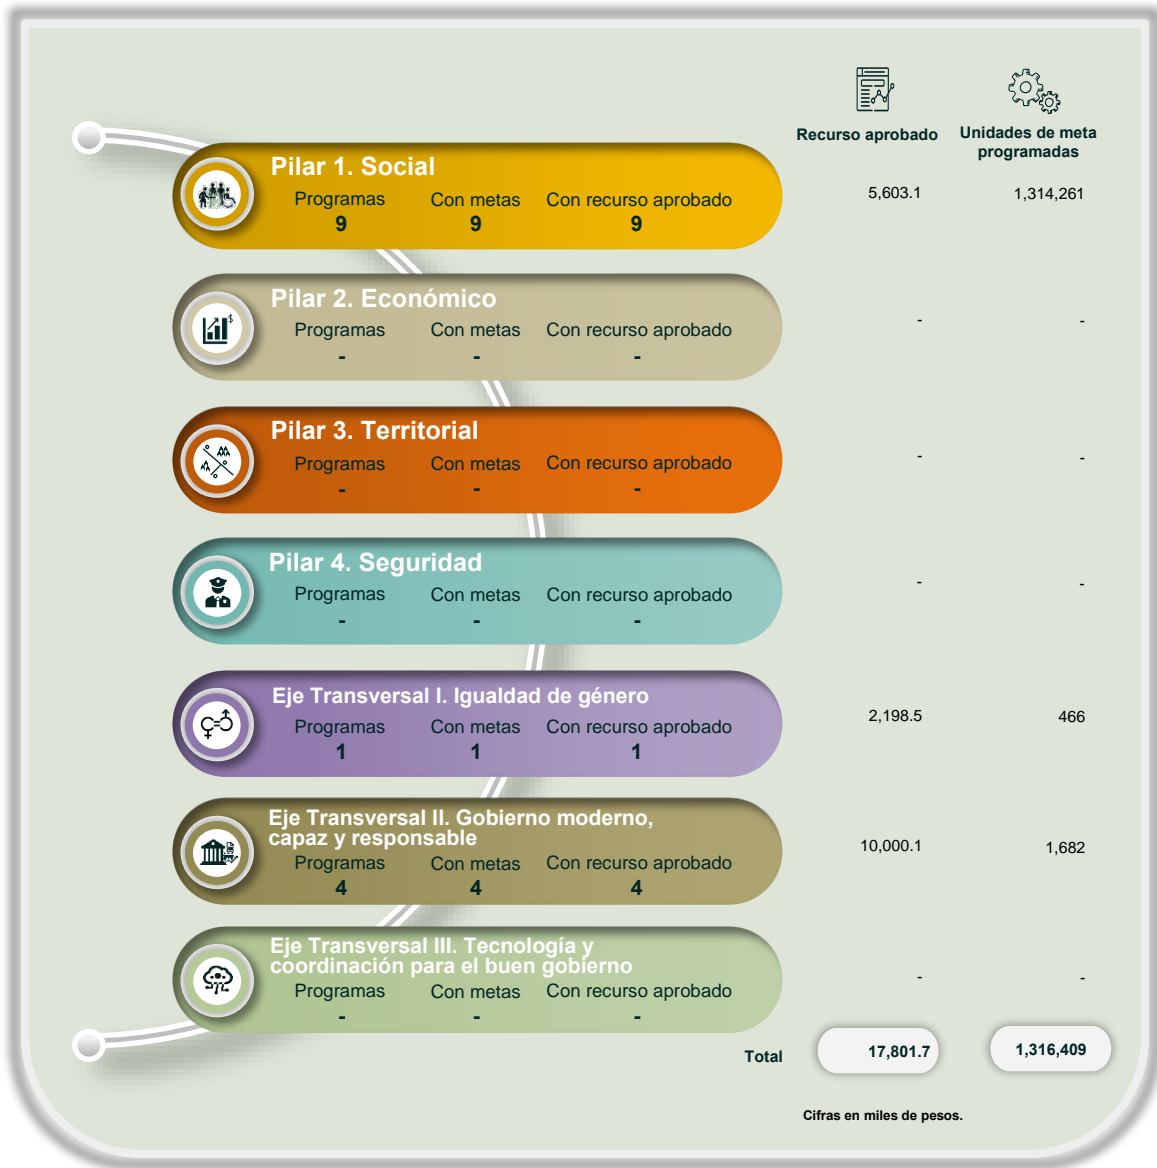 Recurso aprobado
Unidades de meta
programadas
Pilar 1. Social
Programas Con metas Con recurso aprobado
9 9 9
5,603.1 1,314,261
Pilar 2. Económico
Programas Con metas Con recurso aprobado
- - -
- -
Pilar 3. Territorial
Programas Con metas Con recurso aprobado
- - -
- -
Pilar 4. Seguridad
Programas Con metas Con recurso aprobado
- - -
- -
Eje Transversal I. Igualdad de género
Programas Con metas Con recurso aprobado
1 1 1
2,198.5 466
Eje Transversal II. Gobierno moderno,
capaz y responsable
Programas Con metas Con recurso aprobado
4 4 4
10,000.1 1,682
Eje Transversal III. Tecnología y
coordinación para el buen gobierno
Programas Con metas Con recurso aprobado
- - -
- -
Total 17,801.7 1,316,409
Cifras en miles de pesos.